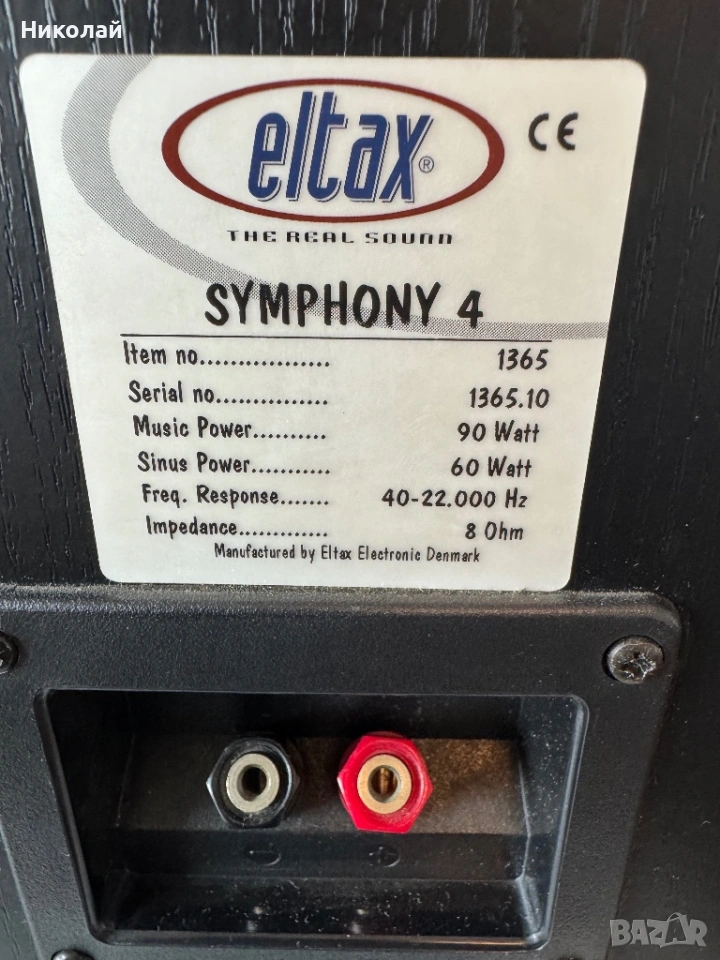 Николай
eltax®
CE
THE REAL SOUND
SYMPHONY 4
Item no.................. 1365
Serial no................ 1365.10
Music Power........... 90 Watt
Sinus Power............ 60 Watt
Freq. Response....... 40-22.000 Hz
Impedance............. 8 Ohm
Manufactured by Eltax Electronic Denmark
- +
BAZAR